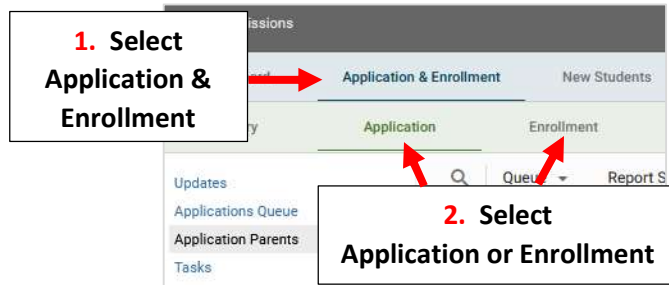 issions
1. Select
Application &
Enrollment
Application & Enrollment
New Students
Application
Enrollment
Updates
Applications Queue
Application Parents
Tasks
Report S
2. Select
Application or Enrollment